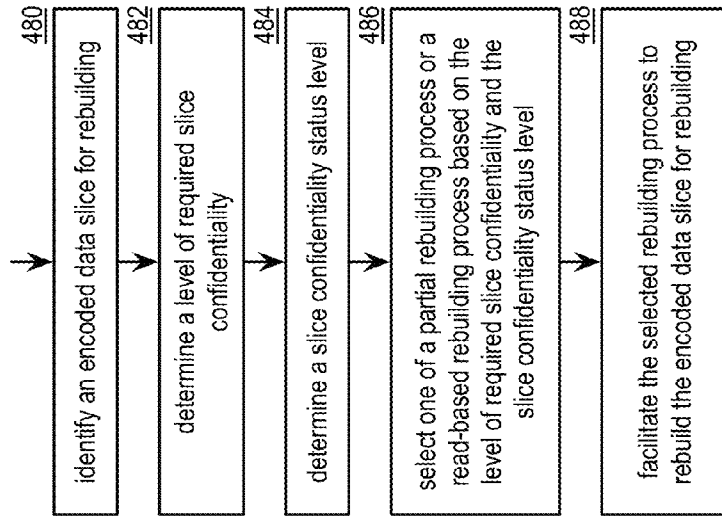 480
identify an encoded data slice for rebuilding
482
determine a level of required slice
confidentiality
484
determine a slice confidentiality status level
486
select one of a partial rebuilding process or a
read-based rebuilding process based on the
level of required slice confidentiality and the
slice confidentiality status level
488
facilitate the selected rebuilding process to
rebuild the encoded data slice for rebuilding